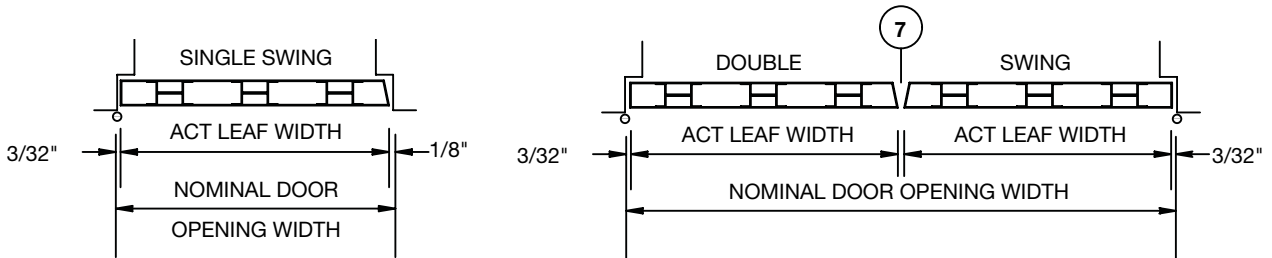 SINGLE SWING
ACT LEAF WIDTH
3/32"
1/8"
NOMINAL DOOR
OPENING WIDTH
7
DOUBLE SWING
ACT LEAF WIDTH ACT LEAF WIDTH
3/32"
3/32"
NOMINAL DOOR OPENING WIDTH